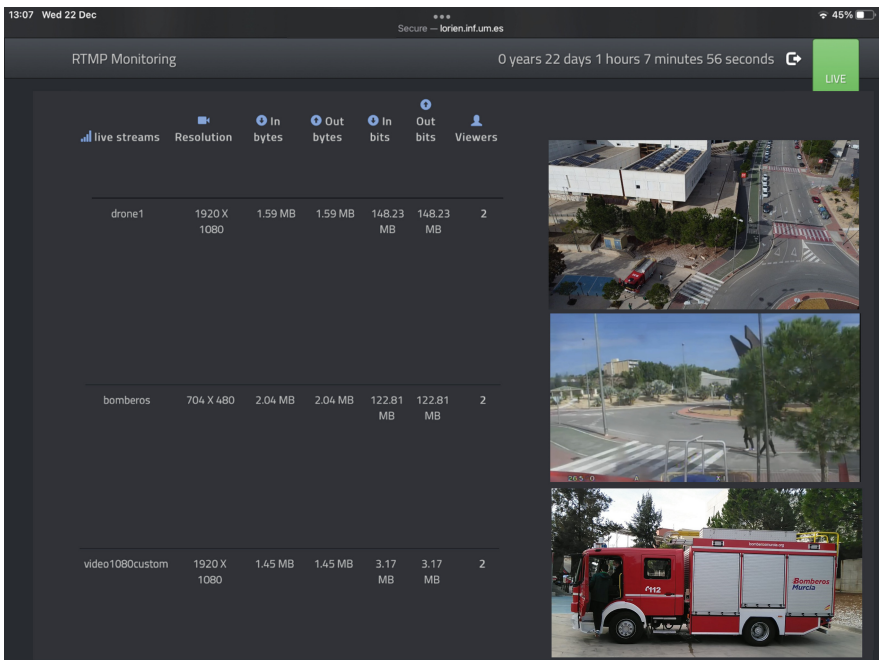 13:07 Wed 22 Dec
45%
Secure — lorien.inf.um.es
RTMP Monitoring
0 years 22 days 1 hours 7 minutes 56 seconds
LIVE
live streams Resolution In bytes Out bytes In bits Out bits Viewers
drone1 1920 X 1080 1.59 MB 1.59 MB 148.23 MB 148.23 MB 2
bomberos 704 X 480 2.04 MB 2.04 MB 122.81 MB 122.81 MB 2
265 0
video1080custom 1920 X 1080 1.45 MB 1.45 MB 3.17 MB 3.17 MB 2
112
Bomberos
Murcia